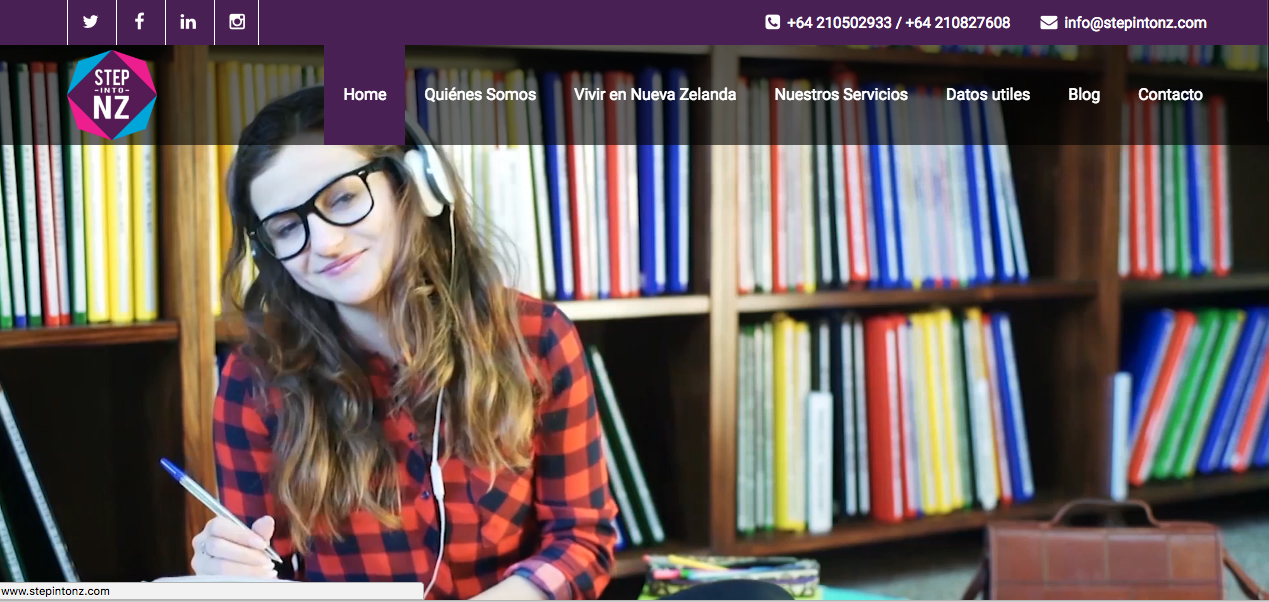 +64 210502933 / +64 210827608 info@stepintonz.com
STEP
-INTO-
NZ
Home Quiénes Somos Vivir en Nueva Zelanda Nuestros Servicios Datos utiles Blog Contacto
www.stepintonz.com